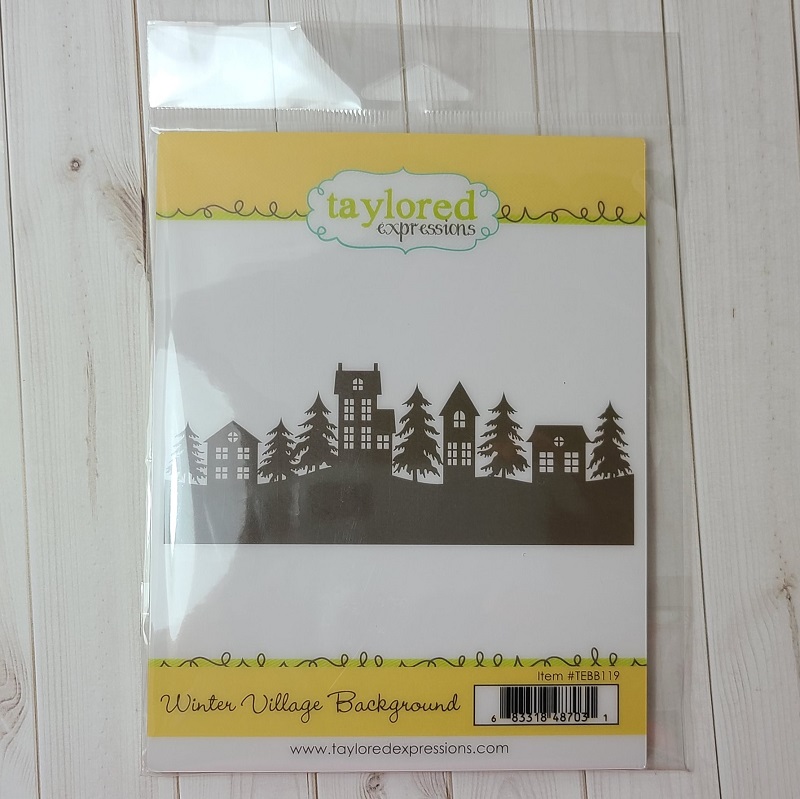 taylored
expressions
Item #TEBB119
Winter Village Background
6 83318 48703 1
www.tayloredexpressions.com